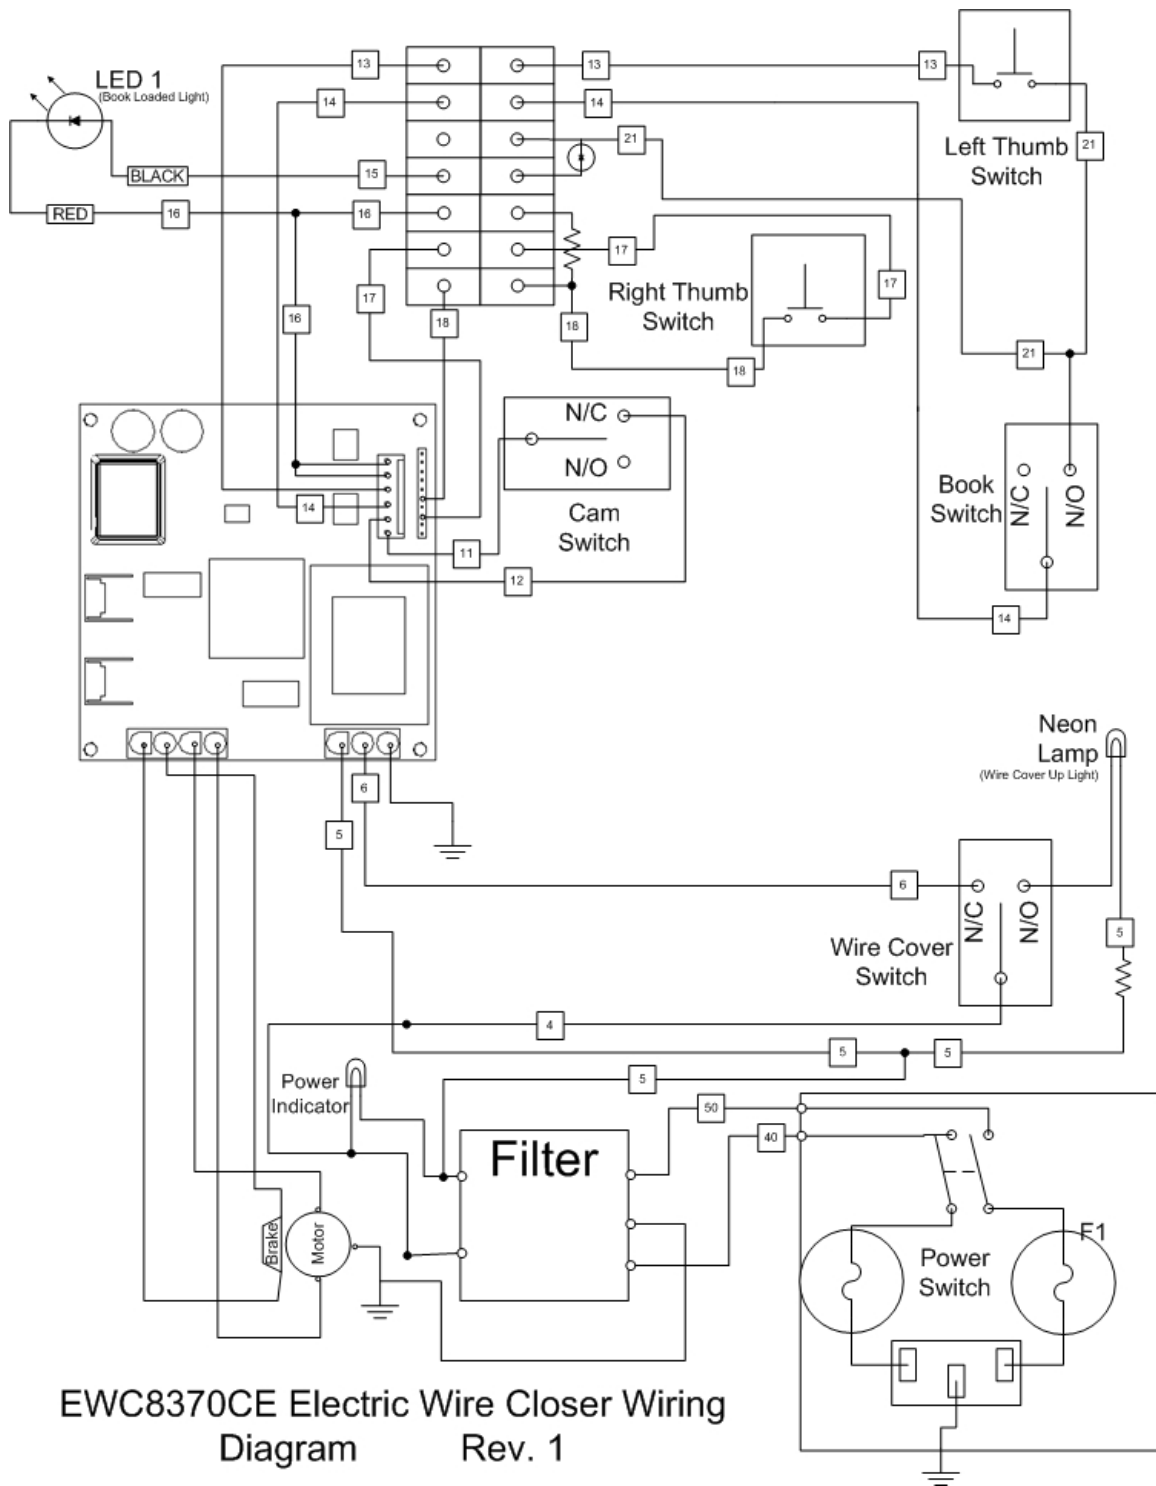 LED 1
(Book Loaded Light)
13
13
13
14
14
21
21
Left Thumb
Switch
BLACK
15
RED
16
16
17
17
17
Right Thumb
Switch
16
18
18
18
21
N/C
N/O
Cam
Switch
14
11
12
Book
Switch
N/C
N/O
14
Neon
Lamp
(Wire Cover Up Light)
6
5
6
N/C
N/O
Wire Cover
Switch
5
4
5
5
5
Power
Indicator
50
40
Filter
Brake
Motor
F1
Power
Switch
EWC8370CE Electric Wire Closer Wiring
Diagram Rev. 1